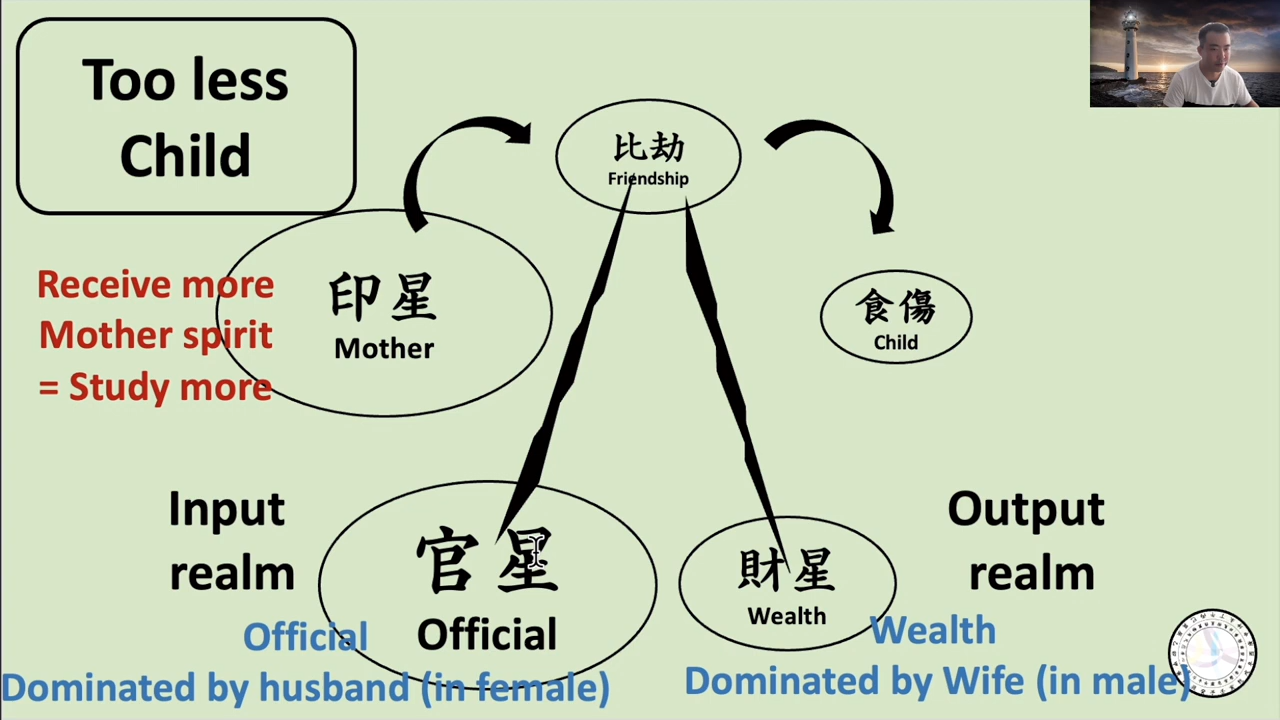 Too less
Child
比劫
Friendship
印星
Mother
食傷
Child
Receive more
Mother spirit
= Study more
Input
realm
官星
Official
財星
Wealth
Output
realm
Official
Dominated by husband (in female)
Wealth
Dominated by Wife (in male)